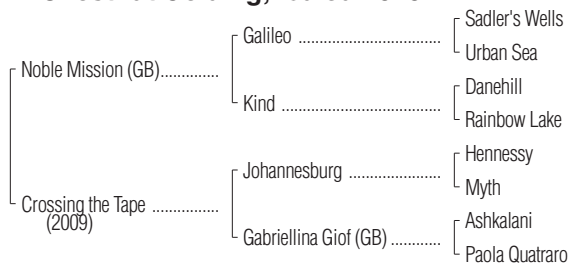 Galileo ........................................ Sadler's Wells
Urban Sea
Noble Mission (GB)..............
Kind ........................................ Danehill
Rainbow Lake
Johannesburg ......................... Hennessy
Myth
Crossing the Tape ................
(2009)
Gabriellina Giof (GB) ............ Ashkalani
Paola Quatraro